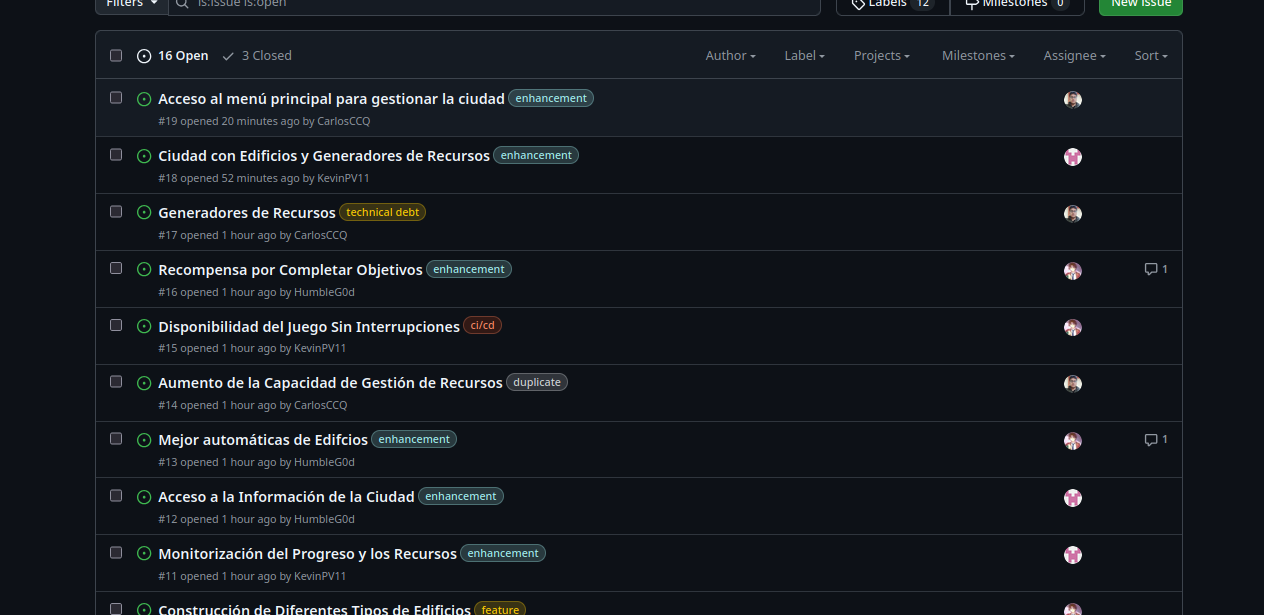 Filters is:issue is:open Labels 12 Milestones 0 New issue
16 Open 3 Closed Author Label Projects Milestones Assignee Sort
Acceso al menú principal para gestionar la ciudad enhancement
#19 opened 20 minutes ago by CarlosCCQ
Ciudad con Edificios y Generadores de Recursos enhancement
#18 opened 52 minutes ago by KevinPV11
Generadores de Recursos technical debt
#17 opened 1 hour ago by CarlosCCQ
Recompensa por Completar Objetivos enhancement 1
#16 opened 1 hour ago by HumbleG0d
Disponibilidad del Juego Sin Interrupciones ci/cd
#15 opened 1 hour ago by KevinPV11
Aumento de la Capacidad de Gestión de Recursos duplicate
#14 opened 1 hour ago by CarlosCCQ
Mejor automáticas de Edifcios enhancement 1
#13 opened 1 hour ago by HumbleG0d
Acceso a la Información de la Ciudad enhancement
#12 opened 1 hour ago by HumbleG0d
Monitorización del Progreso y los Recursos enhancement
#11 opened 1 hour ago by KevinPV11
Construcción de Diferentes Tipos de Edificios feature